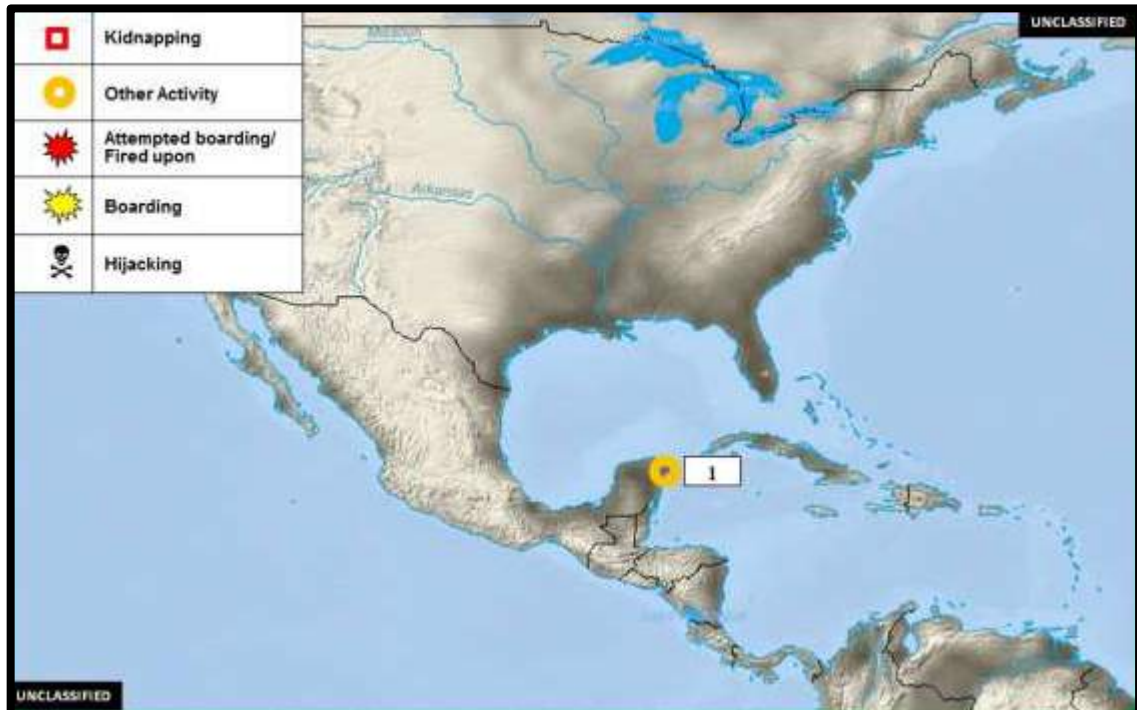 UNCLASSIFIED
Kidnapping
Other Activity
Attempted boarding/
Fired upon
Boarding
Hijacking
Arkansas
1
UNCLASSIFIED